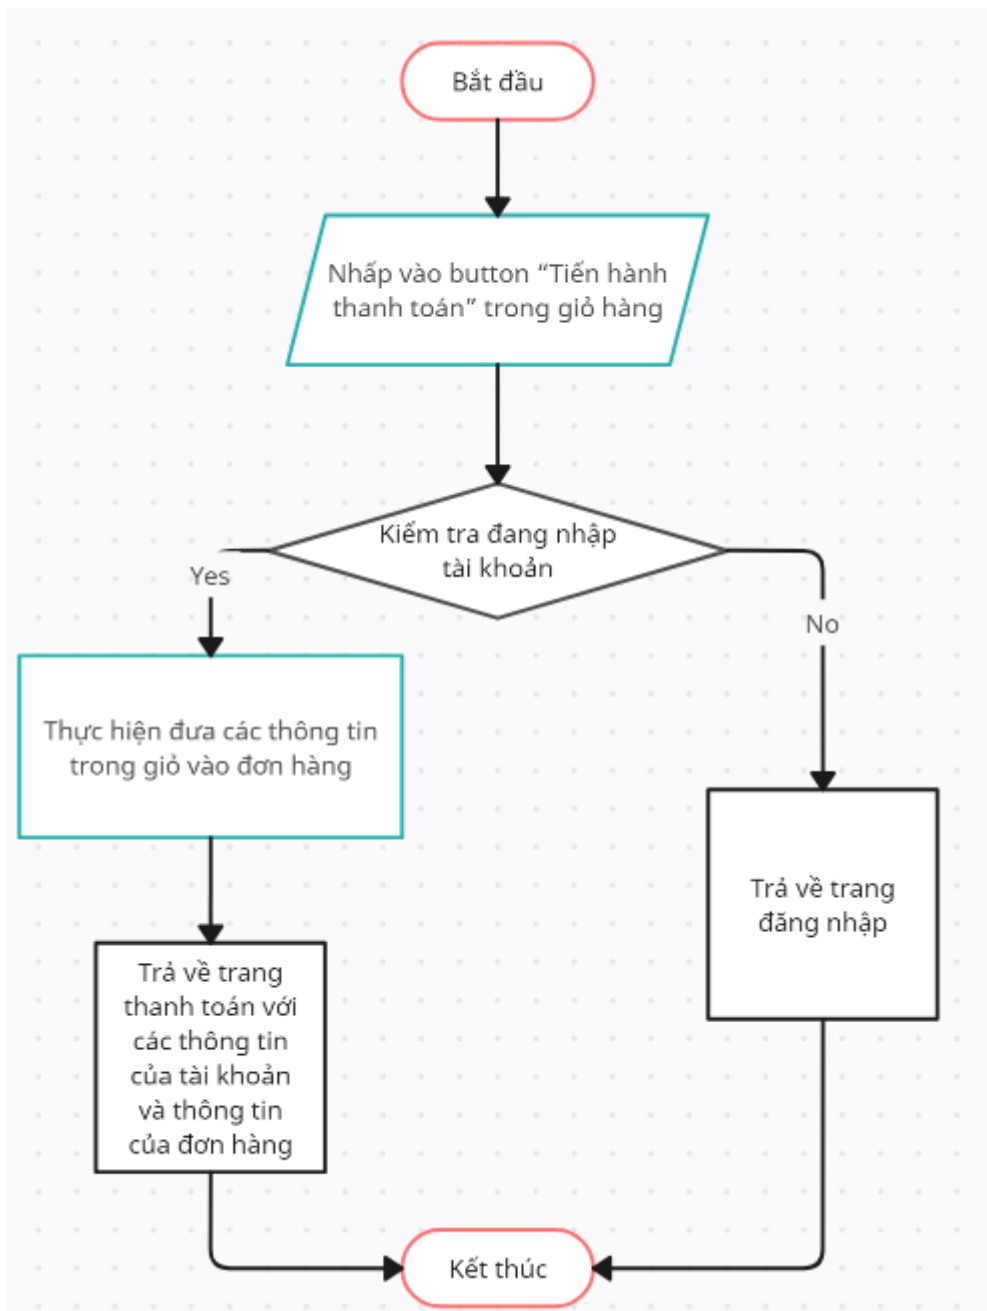 Bắt đầu
Nhấp vào button “Tiến hành
thanh toán” trong giỏ hàng
Kiểm tra đang nhập
tài khoản
Yes
No
Thực hiện đưa các thông tin
trong giỏ vào đơn hàng
Trả về trang
đăng nhập
Trả về trang
thanh toán với
các thông tin
của tài khoản
và thông tin
của đơn hàng
Kết thúc